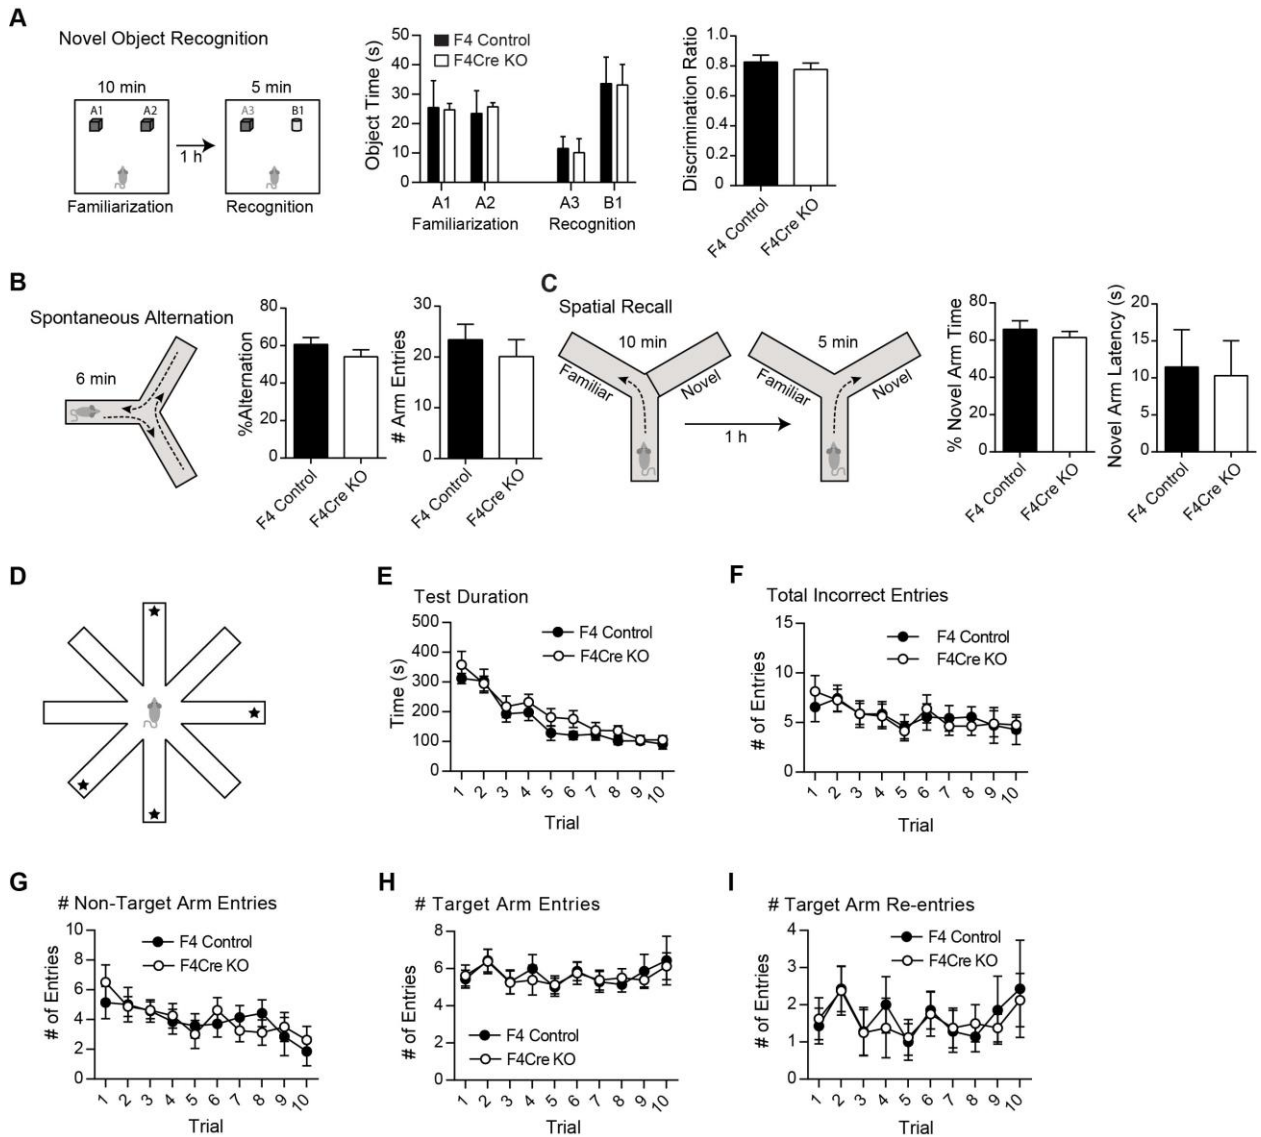 A
Novel Object Recognition
10 min
5 min
A1
A2
A3
B1
1 h
Familiarization
Recognition
Object Time (s)
50
40
30
20
10
0
F4 Control
F4Cre KO
A1
A2
A3
B1
Familiarization
Recognition
Discrimination Ratio
1.0
0.8
0.6
0.4
0.2
0
F4 Control
F4Cre KO
B
Spontaneous Alternation
6 min
%Alternation
80
60
40
20
0
F4 Control
F4Cre KO
# Arm Entries
30
20
10
0
F4 Control
F4Cre KO
C
Spatial Recall
10 min
Familiar
Novel
1 h
5 min
Familiar
Novel
% Novel Arm Time
80
60
40
20
0
F4 Control
F4Cre KO
Novel Arm Latency (s)
20
15
10
5
0
F4 Control
F4Cre KO
D
E
Test Duration
Time (s)
500
400
300
200
100
0
F4 Control
F4Cre KO
1 2 3 4 5 6 7 8 9 10
Trial
F
Total Incorrect Entries
# of Entries
15
10
5
0
F4 Control
F4Cre KO
1 2 3 4 5 6 7 8 9 10
Trial
G
# Non-Target Arm Entries
# of Entries
10
8
6
4
2
0
F4 Control
F4Cre KO
1 2 3 4 5 6 7 8 9 10
Trial
H
# Target Arm Entries
# of Entries
8
6
4
2
0
F4 Control
F4Cre KO
1 2 3 4 5 6 7 8 9 10
Trial
I
# Target Arm Re-entries
# of Entries
4
3
2
1
0
F4 Control
F4Cre KO
1 2 3 4 5 6 7 8 9 10
Trial